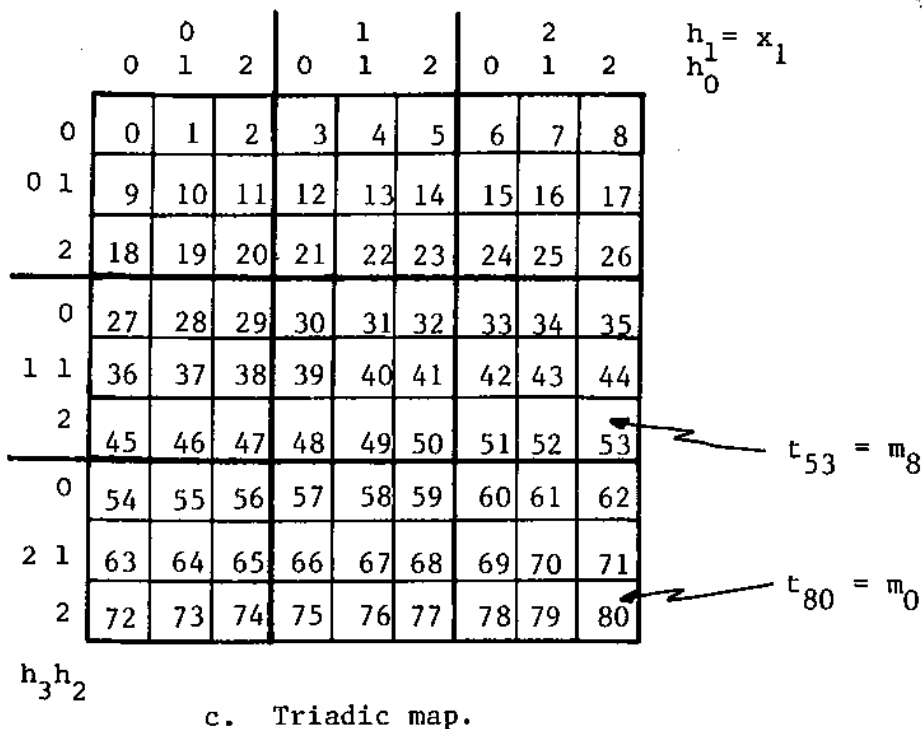 0 1 2 h1 = x1
0 1 2 0 1 2 0 1 2 h0
0 0 1 2 3 4 5 6 7 8
0 1 9 10 11 12 13 14 15 16 17
2 18 19 20 21 22 23 24 25 26
0 27 28 29 30 31 32 33 34 35
1 1 36 37 38 39 40 41 42 43 44
2 45 46 47 48 49 50 51 52 53
t53 = m8
0 54 55 56 57 58 59 60 61 62
2 1 63 64 65 66 67 68 69 70 71
2 72 73 74 75 76 77 78 79 80
t80 = m0
h3h2
c. Triadic map.